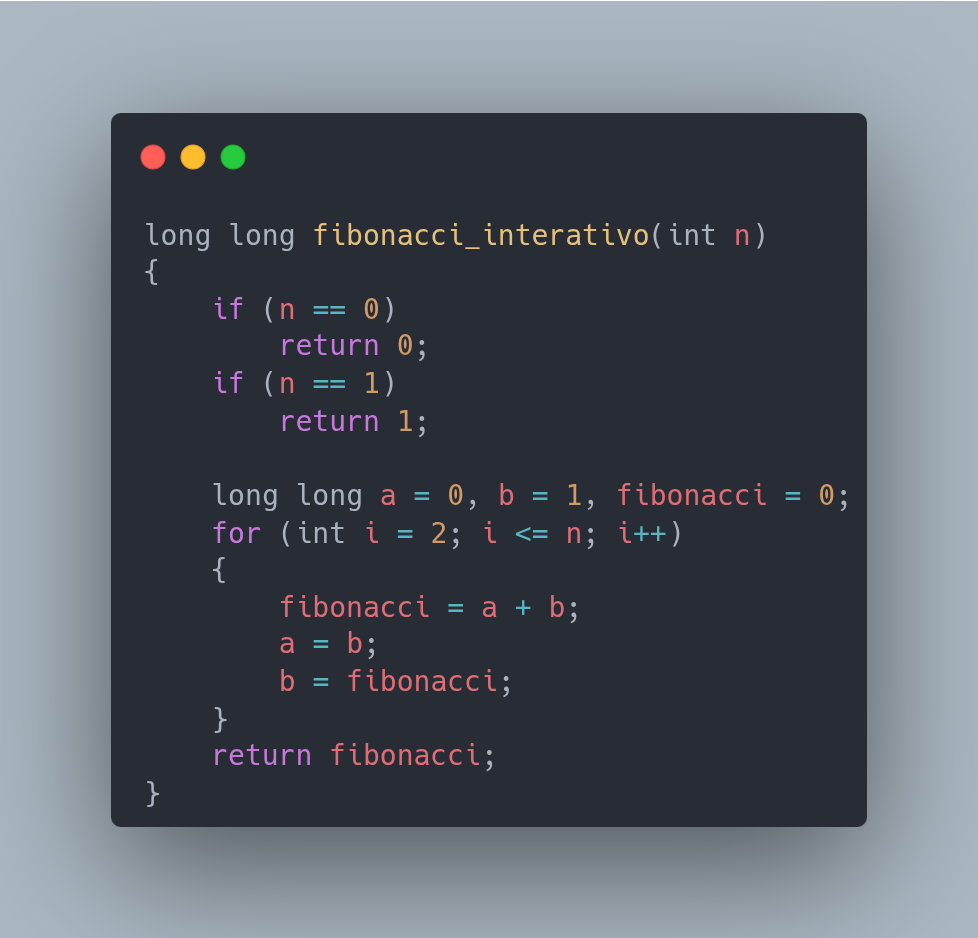 long long fibonacci_interativo(int n)
{
    if (n == 0)
        return 0;
    if (n == 1)
        return 1;

    long long a = 0, b = 1, fibonacci = 0;
    for (int i = 2; i <= n; i++)
    {
        fibonacci = a + b;
        a = b;
        b = fibonacci;
    }
    return fibonacci;
}